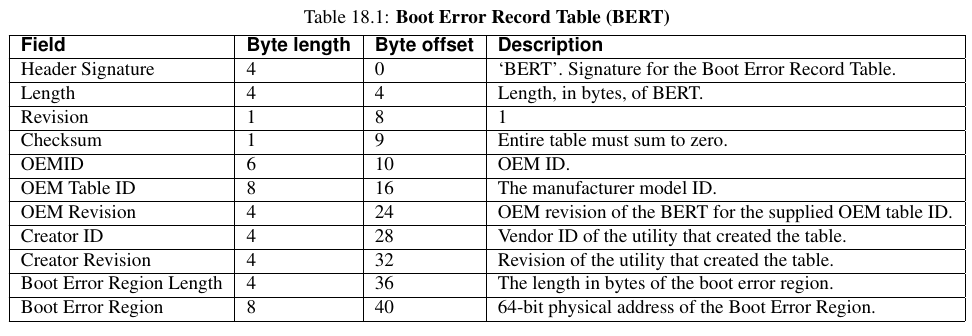 Table 18.1: Boot Error Record Table (BERT)
Field Byte length Byte offset Description
Header Signature 4 0 ‘BERT’. Signature for the Boot Error Record Table.
Length 4 4 Length, in bytes, of BERT.
Revision 1 8 1
Checksum 1 9 Entire table must sum to zero.
OEMID 6 10 OEM ID.
OEM Table ID 8 16 The manufacturer model ID.
OEM Revision 4 24 OEM revision of the BERT for the supplied OEM table ID.
Creator ID 4 28 Vendor ID of the utility that created the table.
Creator Revision 4 32 Revision of the utility that created the table.
Boot Error Region Length 4 36 The length in bytes of the boot error region.
Boot Error Region 8 40 64-bit physical address of the Boot Error Region.